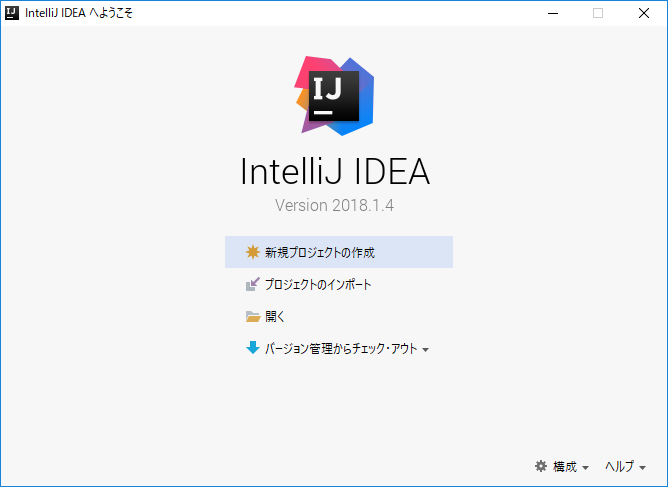 IntelliJ IDEA へようこそ
IJ
IntelliJ IDEA
Version 2018.1.4
新規プロジェクトの作成
プロジェクトのインポート
開く
バージョン管理からチェック・アウト
構成 ヘルプ